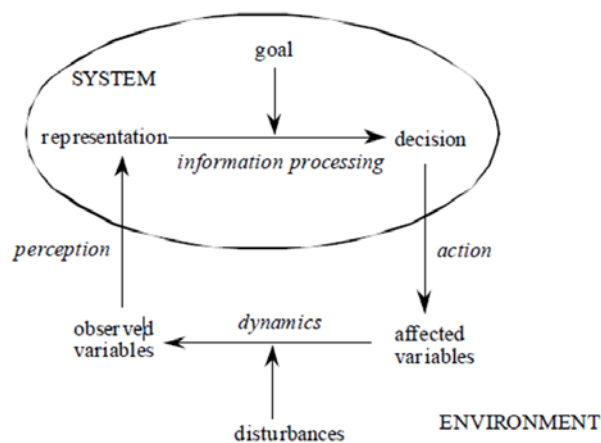 goal
SYSTEM
representation
decision
information processing
perception
action
dynamics
observed
variables
affected
variables
disturbances
ENVIRONMENT